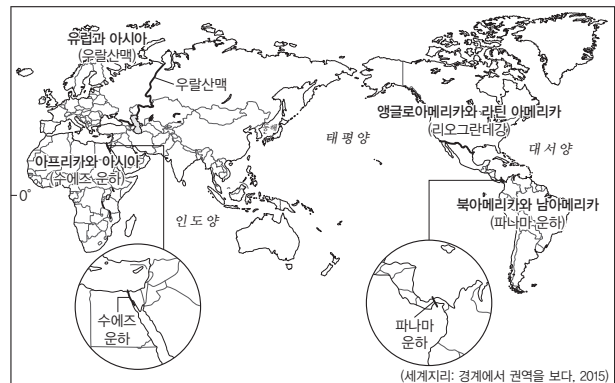 유럽과 아시아
(우랄산맥)
우랄산맥
앵글로아메리카와 라틴 아메리카
(리오그란데강)
태평양
대서양
아프리카와 아시아
(수에즈 운하)
0°
인도양
북아메리카와 남아메리카
(파나마 운하)
수에즈
운하
파나마
운하
(세계지리: 경계에서 권역을 보다, 2015)